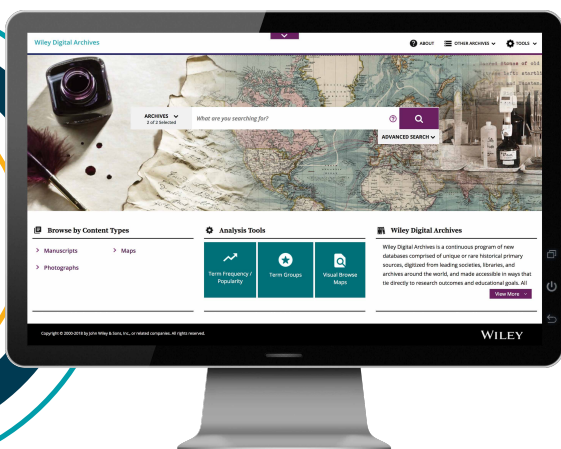 Wiley Digital Archives
ABOUT
OTHER ARCHIVES
TOOLS
ARCHIVES
2 of 2 Selected
What are you searching for?
ADVANCED SEARCH
Browse by Content Types
Manuscripts
Maps
Photographs
Analysis Tools
Term Frequency /
Popularity
Term Groups
Visual Browse
Maps
Wiley Digital Archives
Wiley Digital Archives is a continuous program of new
databases comprised of unique or rare historical primary
sources, digitized from leading societies, libraries, and
archives around the world, and made accessible in ways that
tie directly to research outcomes and educational goals. All
View More
Copyright © 2000-2018 by John Wiley & Sons, Inc., or related companies. All rights reserved.
WILEY